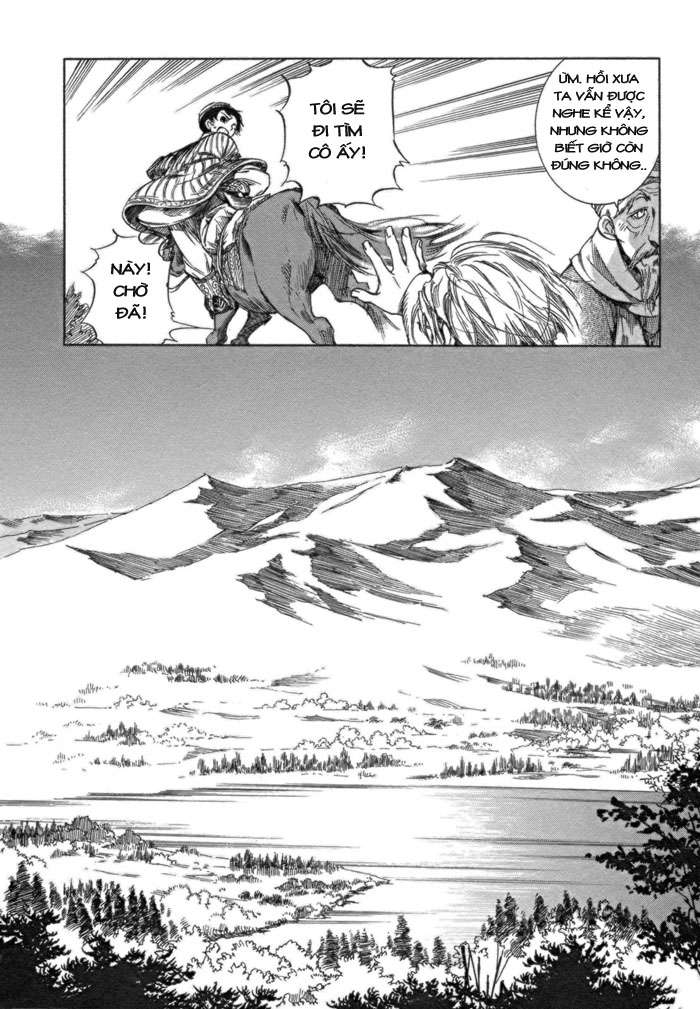 ỪM. HỒI XƯA
TA VẪN ĐƯỢC
NGHE KỂ VẬY,
NHƯNG KHÔNG
BIẾT GIỜ CÒN
ĐÚNG KHÔNG..
TÔI SẼ
ĐI TÌM
CÔ ẤY!
NÀY!
CHỜ
ĐÃ!